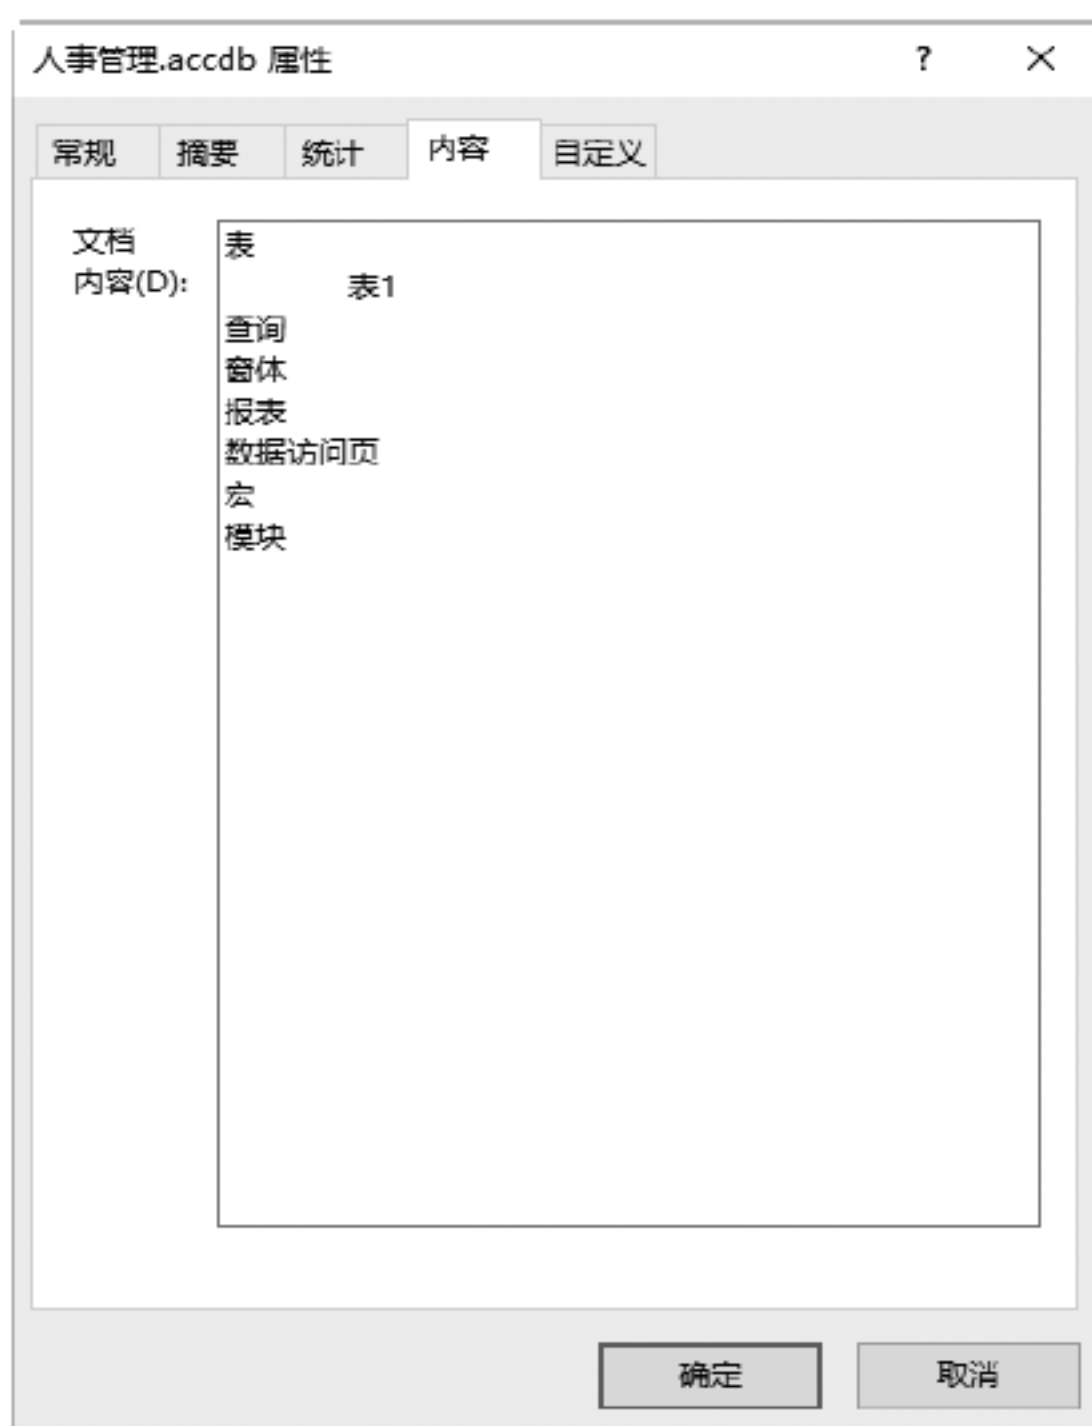 人事管理.accdb 属性 ?
常规 摘要 统计 内容 自定义
文档
内容(D):
表
表1
查询
窗体
报表
数据访问页
宏
模块
确定 取消